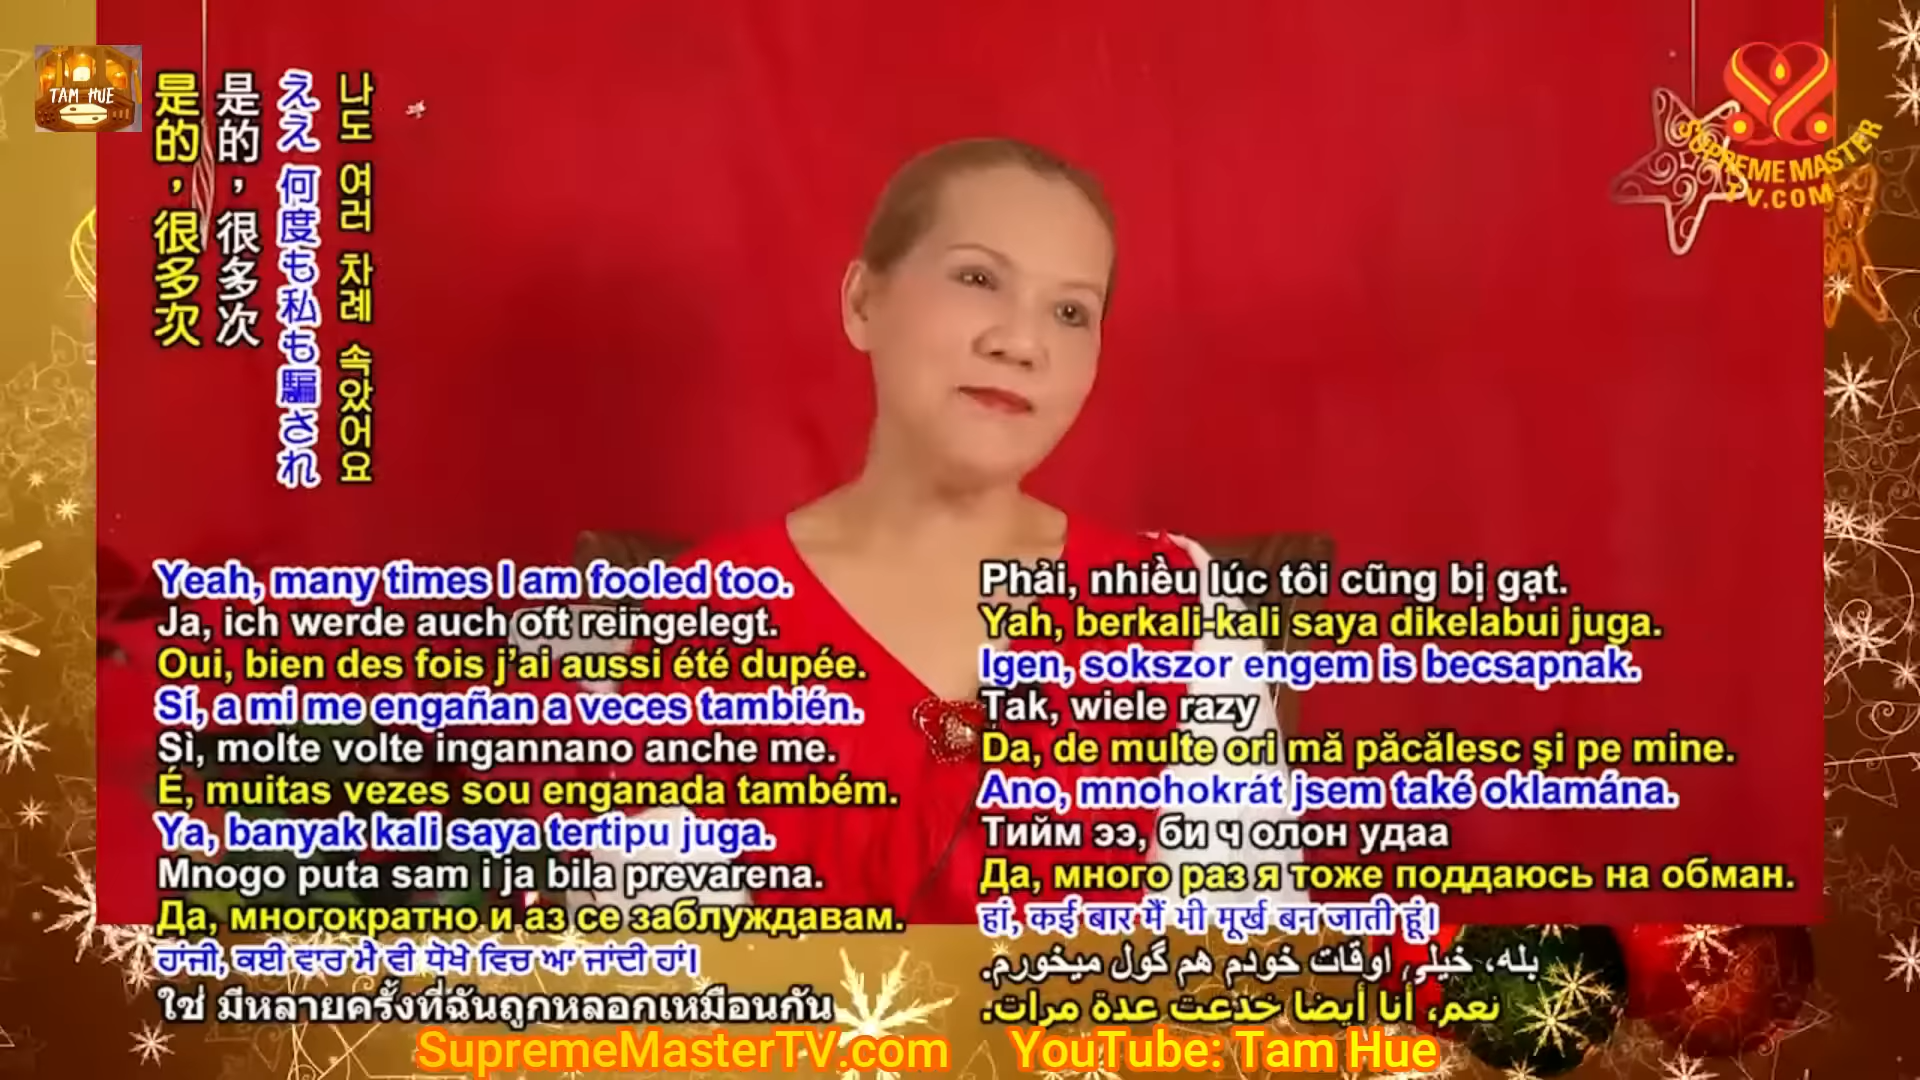 TAM HUE
是的，很多次
是的，很多次
ええ 何度も私も騙され
나도 여러 차례 속았어요
SUPREME MASTER
TV.COM
Yeah, many times I am fooled too.
Ja, ich werde auch oft reingelegt.
Oui, bien des fois j’ai aussi été dupée.
Sí, a mi me engañan a veces también.
Sì, molte volte ingannano anche me.
É, muitas vezes sou enganada também.
Ya, banyak kali saya tertipu juga.
Mnogo puta sam i ja bila prevarena.
Да, многократно и аз се заблуждавам.
ਹਾਂਜੀ, ਕਈ ਵਾਰ ਮੈ ਵੀ ਧੋਖੇ ਵਿਚ ਆ ਜਾਂਦੀ ਹਾਂ।
ใช่ มีหลายครั้งที่ฉันถูกหลอกเหมือนกัน
Phải, nhiều lúc tôi cũng bị gạt.
Yah, berkali-kali saya dikelabui juga.
Igen, sokszor engem is becsapnak.
Tak, wiele razy
Da, de multe ori mă păcălesc şi pe mine.
Ano, mnohokrát jsem také oklamána.
Тийм ээ, би ч олон удаа
Да, много раз я тоже поддаюсь на обман.
हां, कई बार मैं भी मूर्ख बन जाती हूं।
بله، خیلی اوقات خودم هم گول میخورم.
نعم، أنا أيضا خدعت عدة مرات.
SupremeMasterTV.com YouTube: Tam Hue